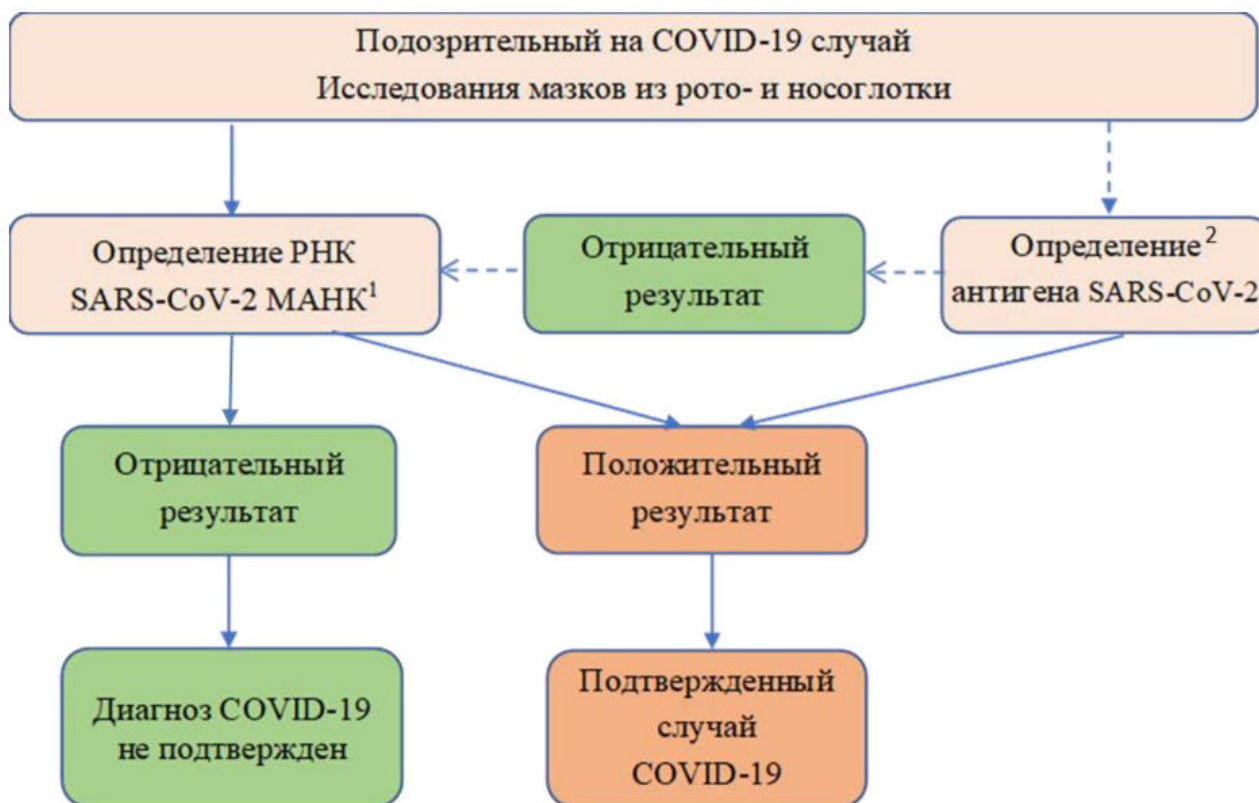 Подозрительный на COVID-19 случай
Исследования мазков из рото- и носоглотки
Определение РНК
SARS-CoV-2 МАНК¹
Отрицательный
результат
Определение²
антигена SARS-CoV-2
Отрицательный
результат
Положительный
результат
Диагноз COVID-19
не подтвержден
Подтвержденный
случай
COVID-19